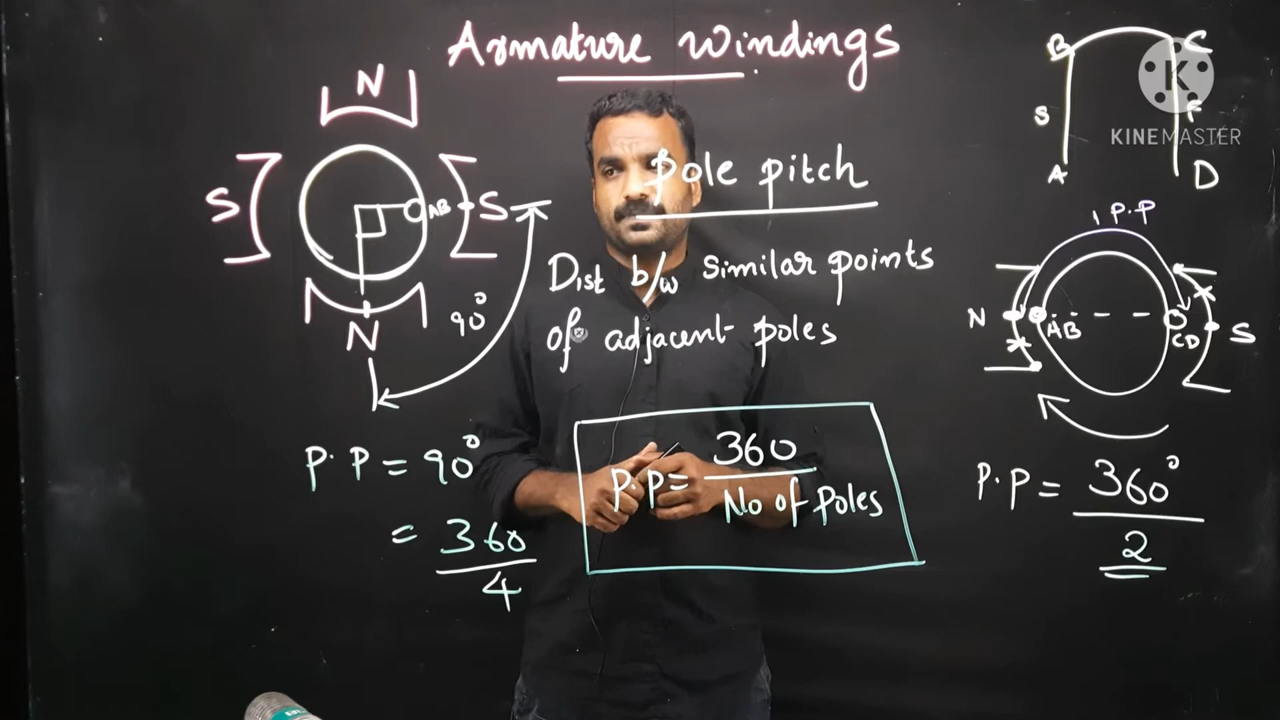 Armature windings
N
S
AB
S
N
90°
P.P = 90°
= 360
4
Pole pitch
Dist b/w similar points
of adjacent poles
P.P = 360
No of Poles
B C
S F
A D
KINEMASTER
1 P.P
N AB CD S
P.P = 360°
2